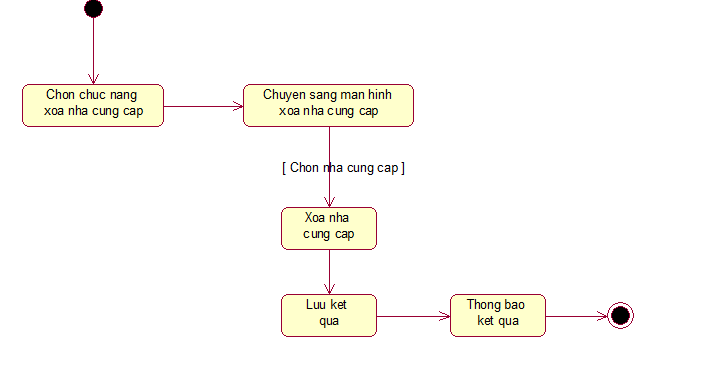 Chon chuc nang
xoa nha cung cap
Chuyen sang man hinh
xoa nha cung cap
[ Chon nha cung cap ]
Xoa nha
cung cap
Luu ket
qua
Thong bao
ket qua